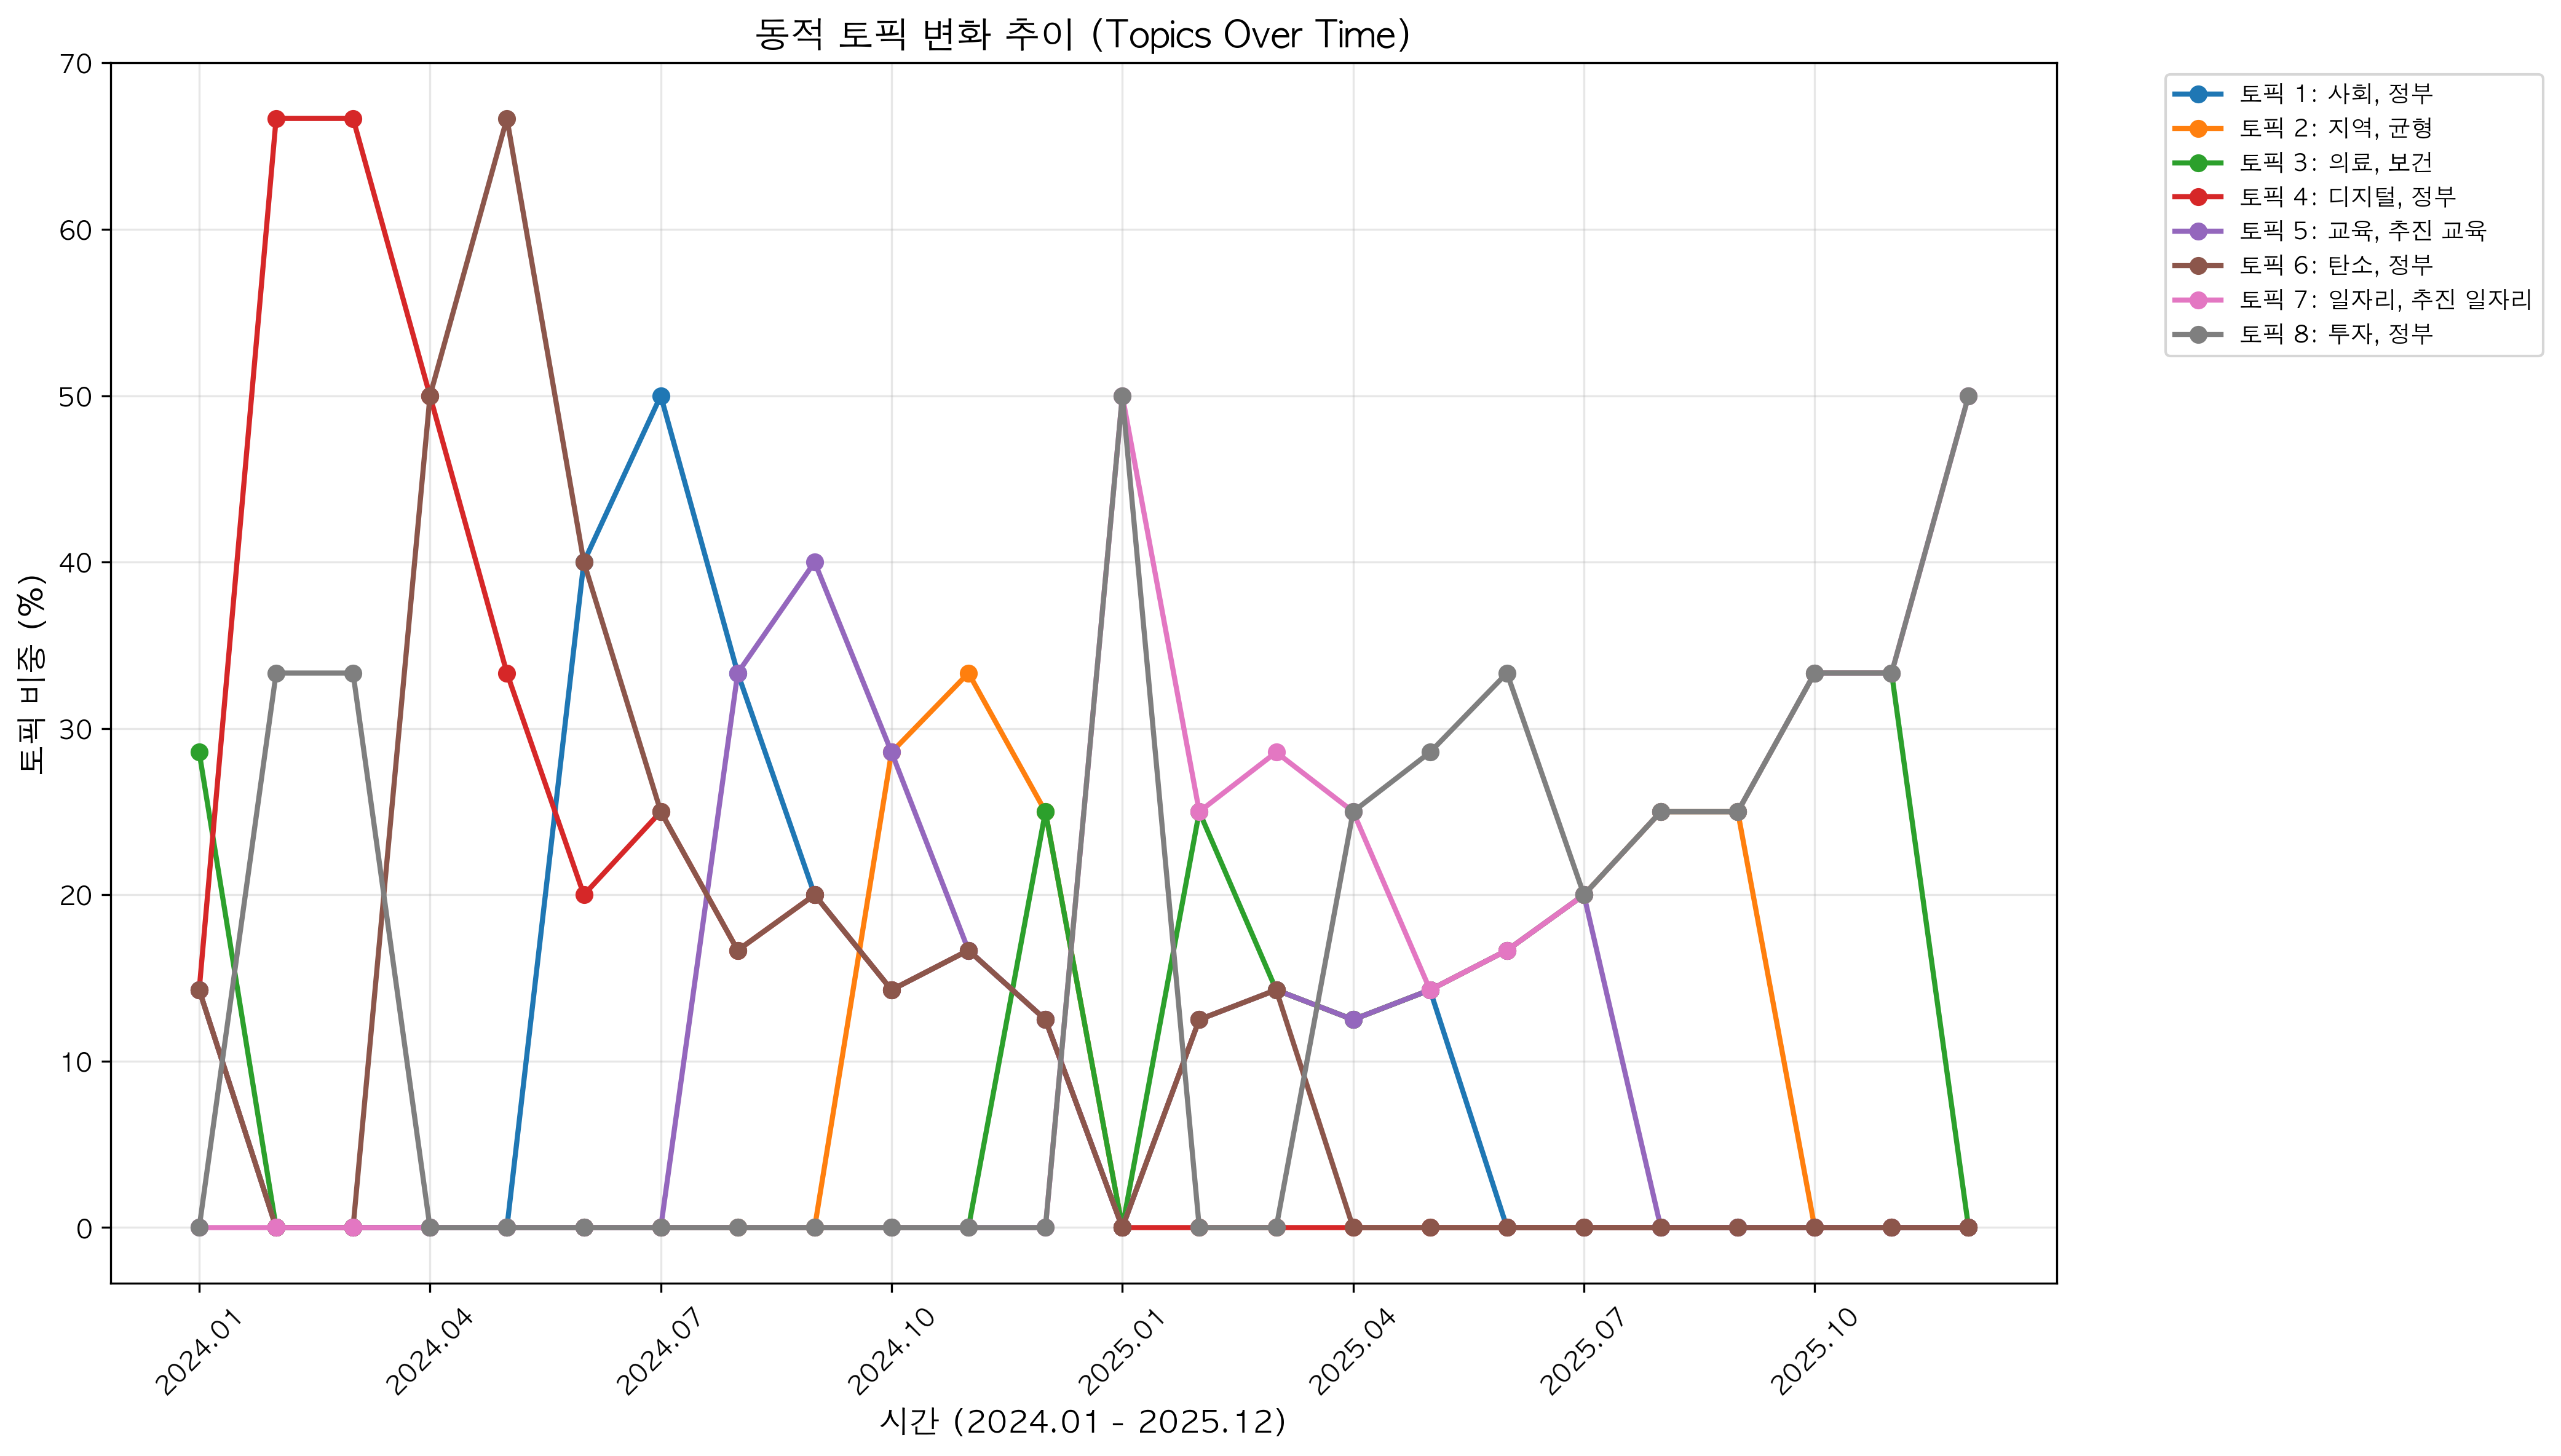 동적 토픽 변화 추이 (Topics Over Time)
토픽 비중 (%)
70
60
50
40
30
20
10
0
2024.01
2024.04
2024.07
2024.10
2025.01
2025.04
2025.07
2025.10
시간 (2024.01 - 2025.12)
토픽 1: 사회, 정부
토픽 2: 지역, 균형
토픽 3: 의료, 보건
토픽 4: 디지털, 정부
토픽 5: 교육, 추진 교육
토픽 6: 탄소, 정부
토픽 7: 일자리, 추진 일자리
토픽 8: 투자, 정부